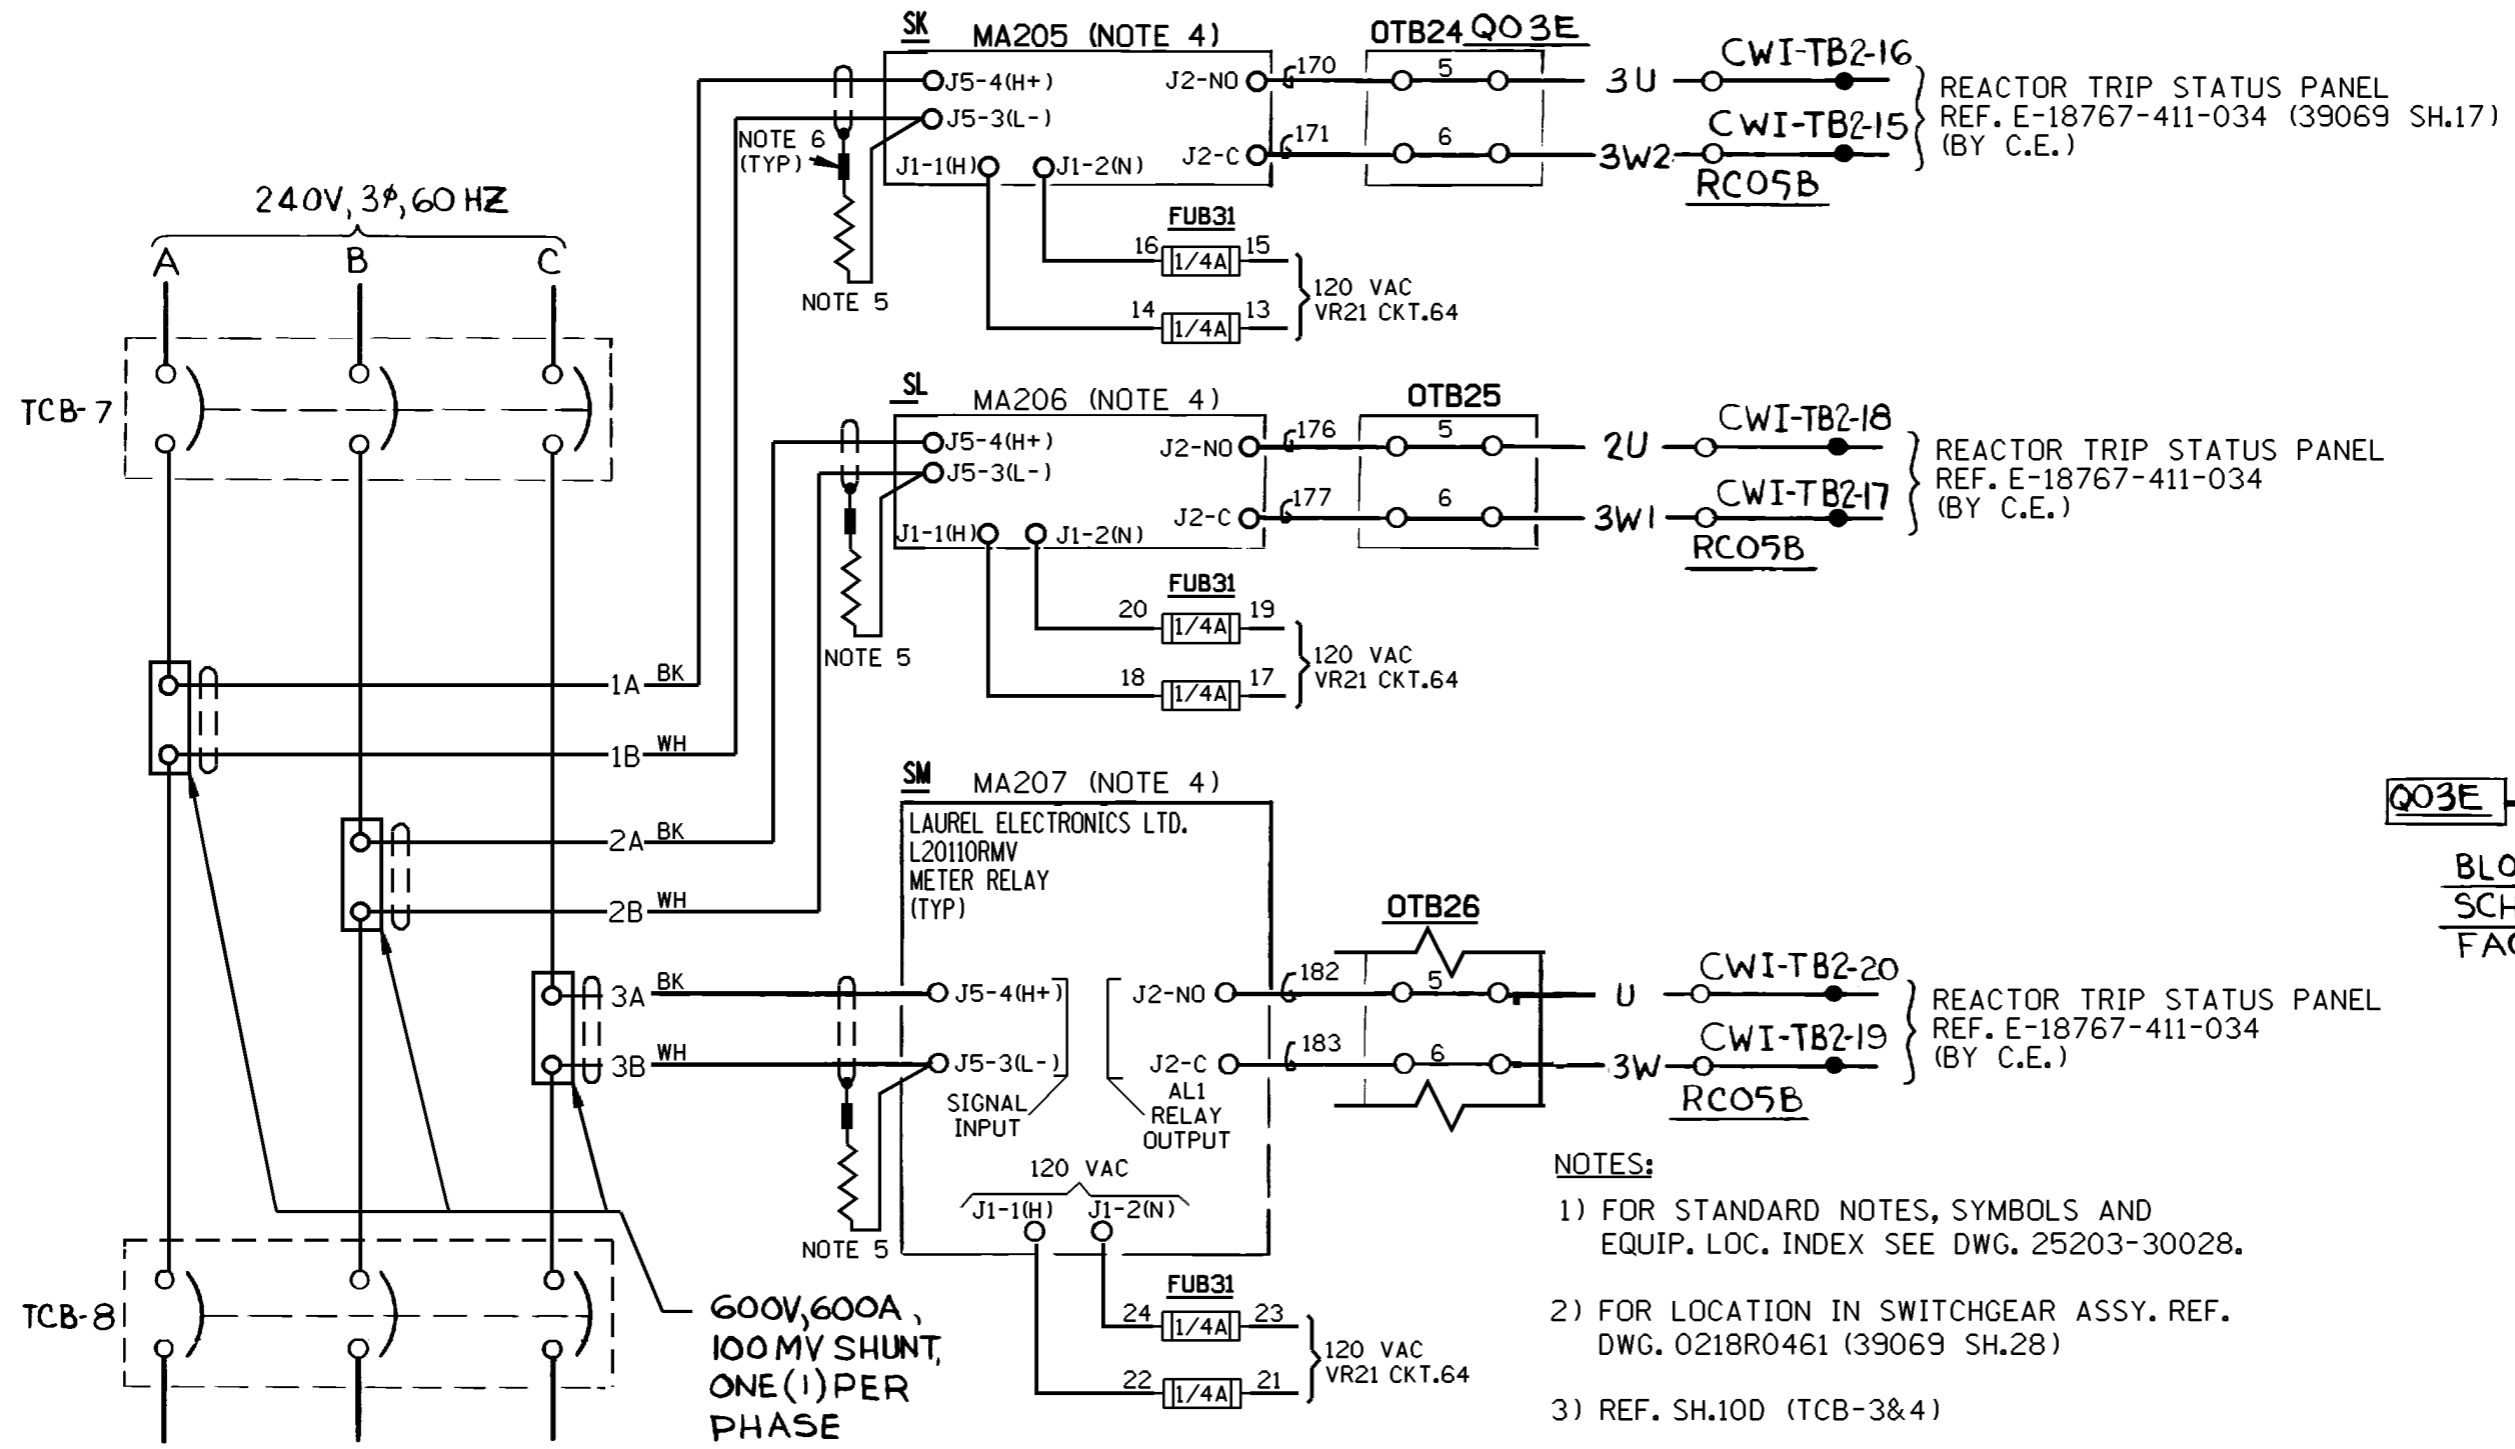 SK
MA205 (NOTE 4)
OTB24 Q03E
J5-4(H+)
J5-3(L-)
J1-1(H)
J1-2(N)
J2-NO
J2-C
170
171
5
6
3U
3W2
CWI-TB2-16
CWI-TB2-15
RC05B
REACTOR TRIP STATUS PANEL
REF. E-18767-411-034 (39069 SH.17)
(BY C.E.)
NOTE 6
(TYP)
NOTE 5
FUB31
16
1/4A
15
14
1/4A
13
120 VAC
VR21 CKT.64
240V, 3ø, 60 HZ
A
B
C
TCB-7
SL
MA206 (NOTE 4)
OTB25
J5-4(H+)
J5-3(L-)
J1-1(H)
J1-2(N)
J2-NO
J2-C
176
177
5
6
2U
3W1
CWI-TB2-18
CWI-TB2-17
RC05B
REACTOR TRIP STATUS PANEL
REF. E-18767-411-034
(BY C.E.)
NOTE 5
FUB31
20
1/4A
19
18
1/4A
17
120 VAC
VR21 CKT.64
1A
BK
1B
WH
2A
BK
2B
WH
3A
BK
3B
WH
SM
MA207 (NOTE 4)
LAUREL ELECTRONICS LTD.
L20110RMV
METER RELAY
(TYP)
J5-4(H+)
J5-3(L-)
SIGNAL
INPUT
J2-NO
J2-C
AL1
RELAY
OUTPUT
120 VAC
J1-1(H)
J1-2(N)
NOTE 5
OTB26
182
183
5
6
U
3W
CWI-TB2-20
CWI-TB2-19
RC05B
REACTOR TRIP STATUS PANEL
REF. E-18767-411-034
(BY C.E.)
FUB31
24
1/4A
23
22
1/4A
21
120 VAC
VR21 CKT.64
Q03E
BLO
SCH
FAC
TCB-8
600V,600A,
100MV SHUNT,
ONE(1) PER
PHASE
NOTES:
1) FOR STANDARD NOTES, SYMBOLS AND
EQUIP. LOC. INDEX SEE DWG. 25203-30028.
2) FOR LOCATION IN SWITCHGEAR ASSY. REF.
DWG. 0218R0461 (39069 SH.28)
3) REF. SH.10D (TCB-3&4)